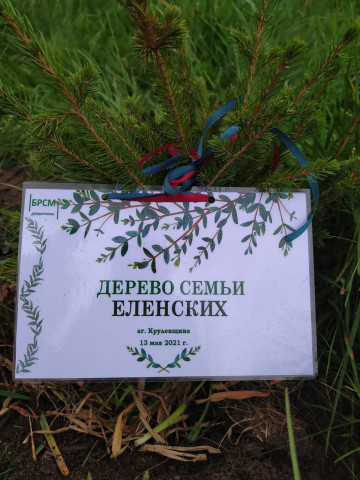 БРСМ
ДЕРЕВО СЕМЬИ
ЕЛЕНСКИХ
аг. Крулевщина
13 мая 2021 г.